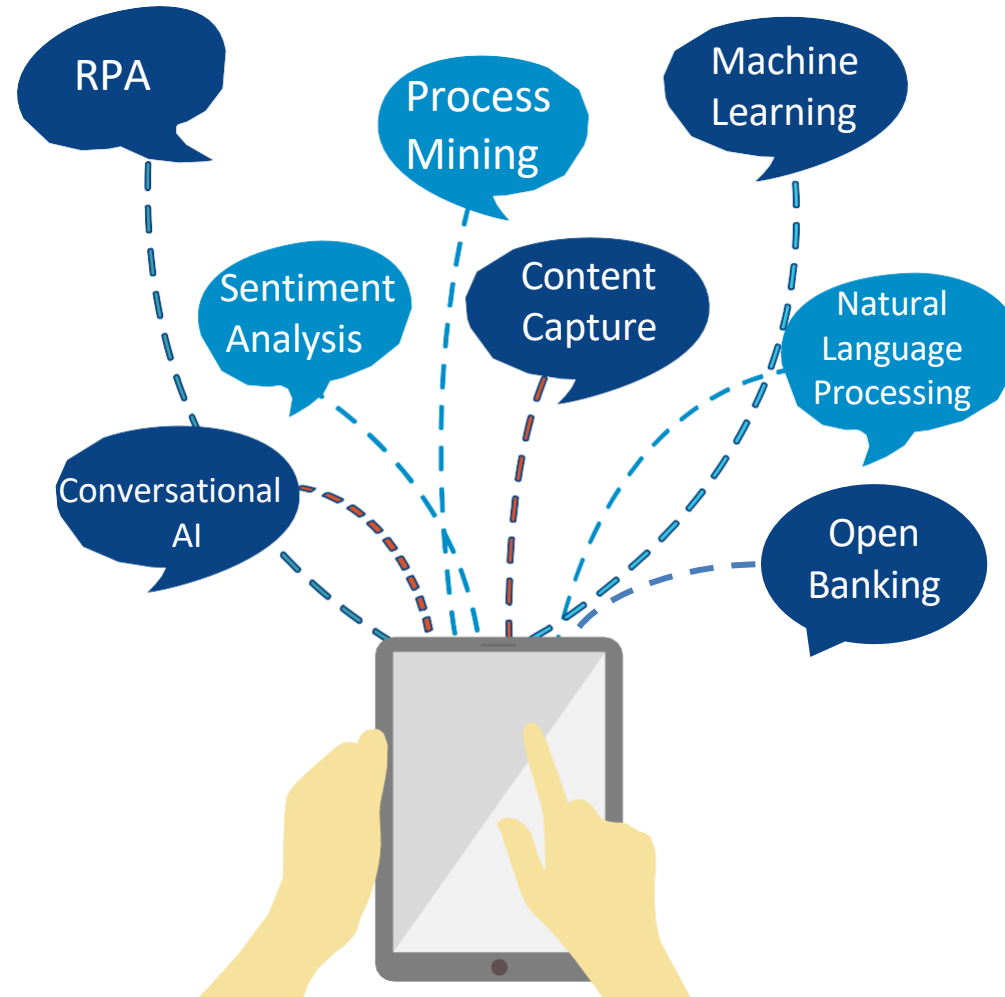 RPA
Process
Mining
Machine
Learning
Sentiment
Analysis
Content
Capture
Natural
Language
Processing
Conversational
AI
Open
Banking